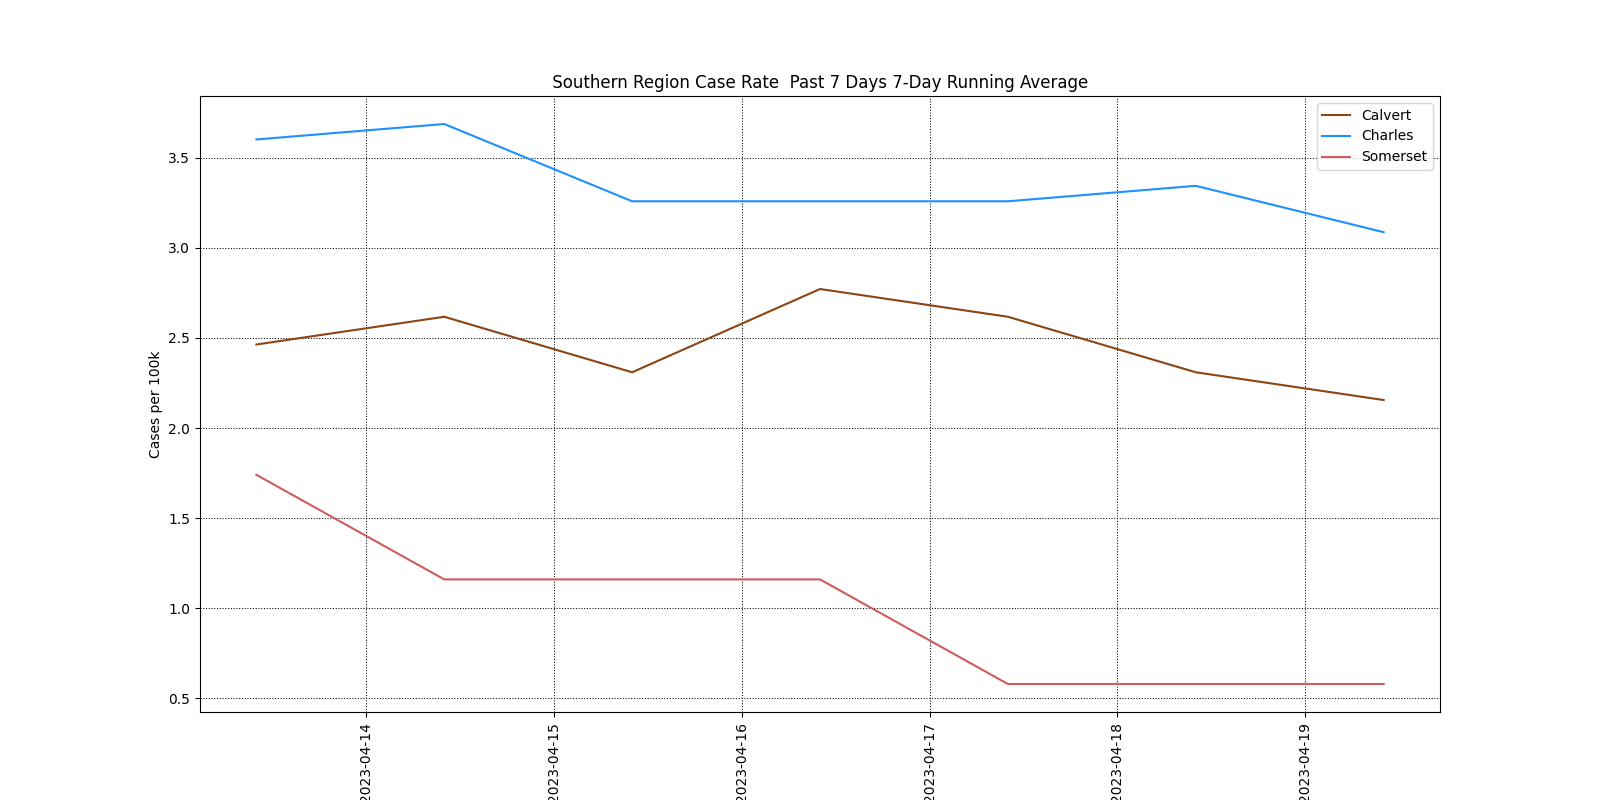 Southern Region Case Rate  Past 7 Days 7-Day Running Average
Calvert
Charles
Somerset
Cases per 100k
3.5
3.0
2.5
2.0
1.5
1.0
0.5
2023-04-14
2023-04-15
2023-04-16
2023-04-17
2023-04-18
2023-04-19